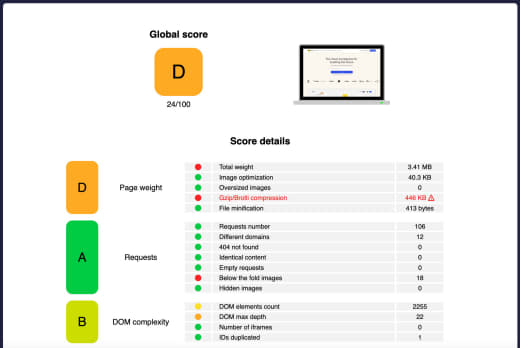 Global score
D
24/100
Score details
D
Page weight
Total weight 3.41 MB
Image optimization 40.3 KB
Oversized images 0
Gzip/Brotli compression 446 KB
File minification 413 bytes
A
Requests
Requests number 106
Different domains 12
404 not found 0
Identical content 0
Empty requests 0
Below the fold images 18
Hidden images 0
B
DOM complexity
DOM elements count 2255
DOM max depth 22
Number of iframes 0
IDs duplicated 1